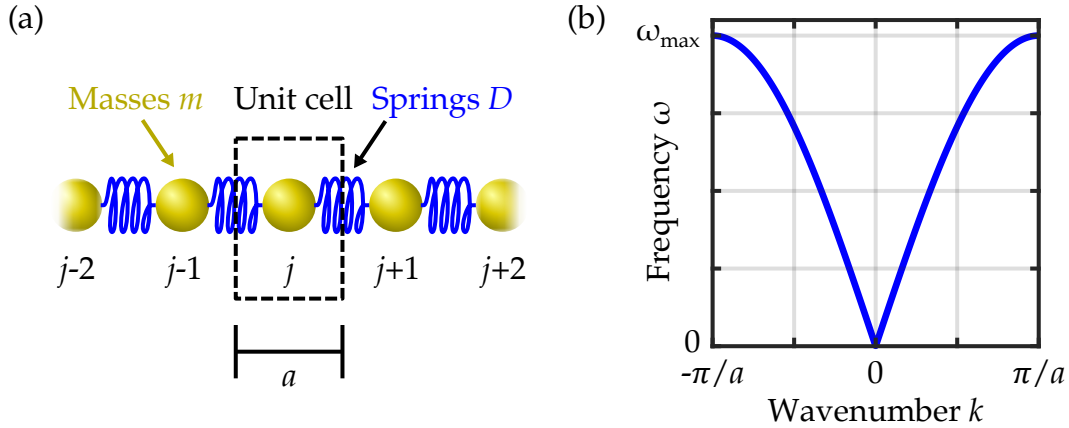 (a)
Masses m
Unit cell
Springs D
j-2
j-1
j
j+1
j+2
a
(b)
ω_max
Frequency ω
0
-π/a
0
π/a
Wavenumber k